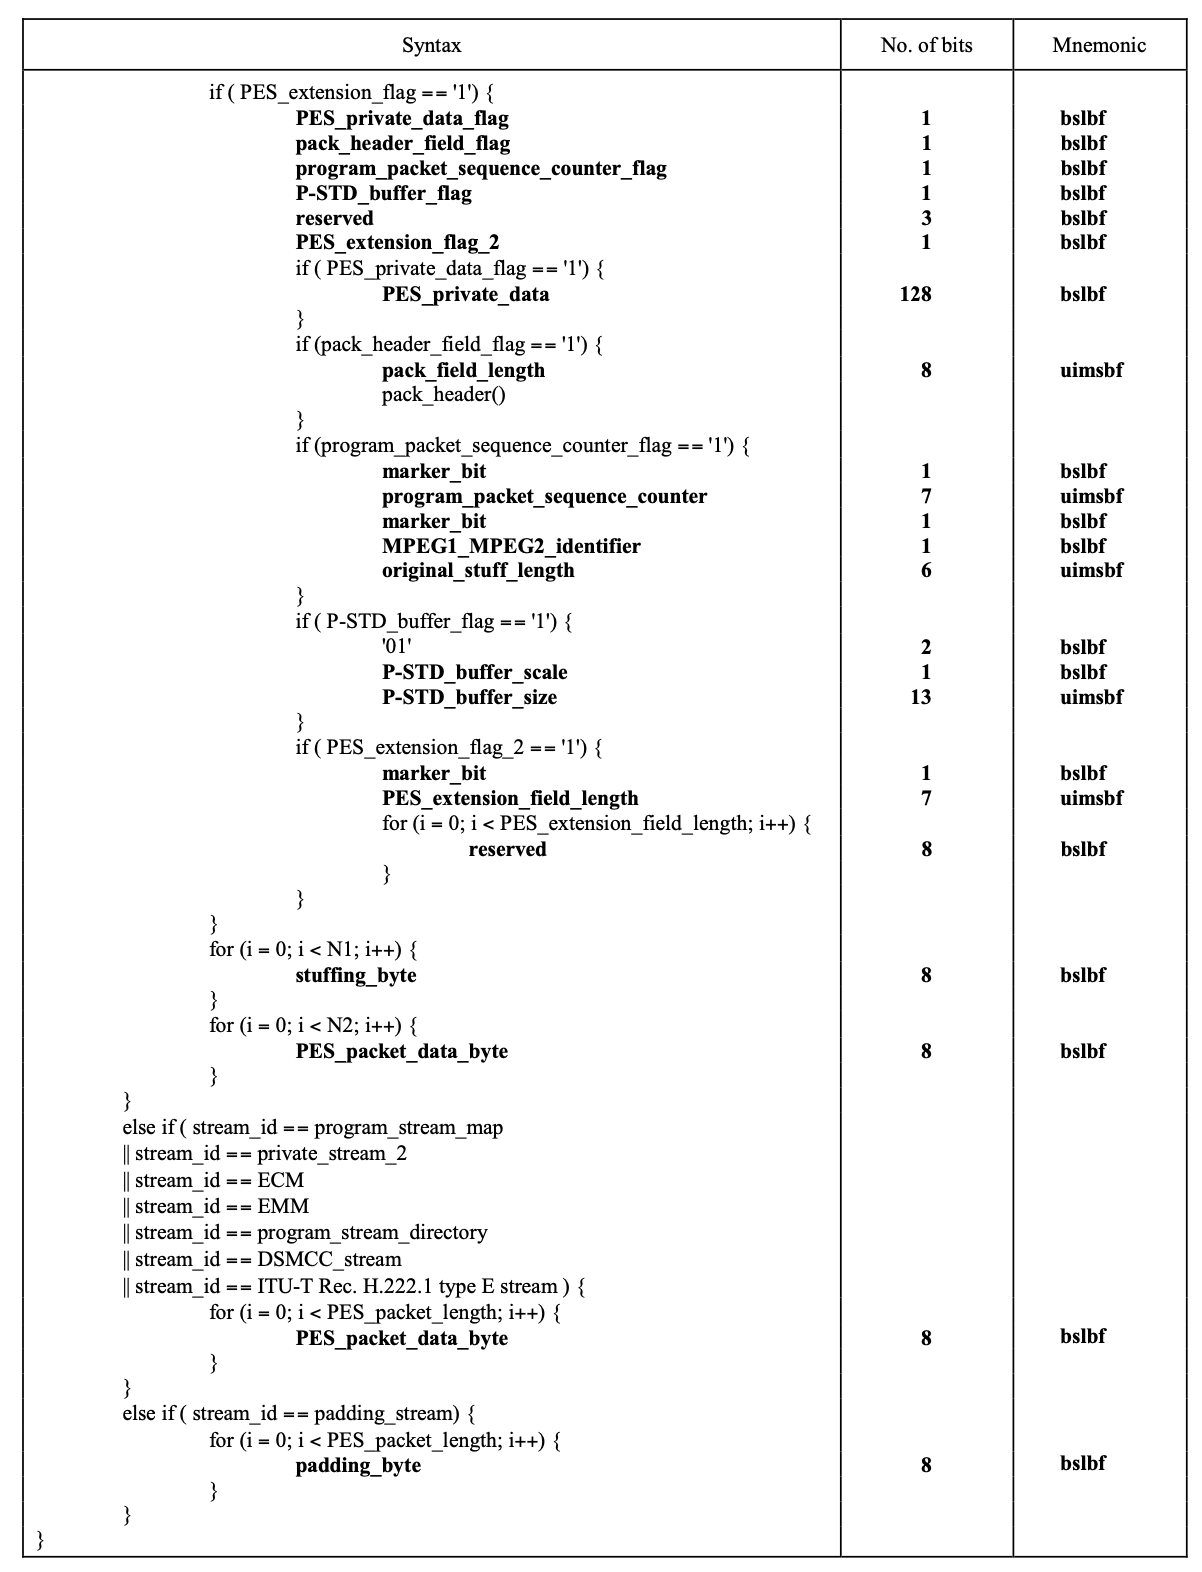 Syntax No. of bits Mnemonic
if ( PES_extension_flag == '1') {
PES_private_data_flag 1 bslbf
pack_header_field_flag 1 bslbf
program_packet_sequence_counter_flag 1 bslbf
P-STD_buffer_flag 1 bslbf
reserved 3 bslbf
PES_extension_flag_2 1 bslbf
if ( PES_private_data_flag == '1') {
PES_private_data 128 bslbf
}
if (pack_header_field_flag == '1') {
pack_field_length 8 uimsbf
pack_header()
}
if (program_packet_sequence_counter_flag == '1') {
marker_bit 1 bslbf
program_packet_sequence_counter 7 uimsbf
marker_bit 1 bslbf
MPEG1_MPEG2_identifier 1 bslbf
original_stuff_length 6 uimsbf
}
if ( P-STD_buffer_flag == '1') {
'01' 2 bslbf
P-STD_buffer_scale 1 bslbf
P-STD_buffer_size 13 uimsbf
}
if ( PES_extension_flag_2 == '1') {
marker_bit 1 bslbf
PES_extension_field_length 7 uimsbf
for (i = 0; i < PES_extension_field_length; i++) {
reserved 8 bslbf
}
}
}
for (i = 0; i < N1; i++) {
stuffing_byte 8 bslbf
}
for (i = 0; i < N2; i++) {
PES_packet_data_byte 8 bslbf
}
}
else if ( stream_id == program_stream_map
|| stream_id == private_stream_2
|| stream_id == ECM
|| stream_id == EMM
|| stream_id == program_stream_directory
|| stream_id == DSMCC_stream
|| stream_id == ITU-T Rec. H.222.1 type E stream ) {
for (i = 0; i < PES_packet_length; i++) {
PES_packet_data_byte 8 bslbf
}
}
else if ( stream_id == padding_stream) {
for (i = 0; i < PES_packet_length; i++) {
padding_byte 8 bslbf
}
}
}